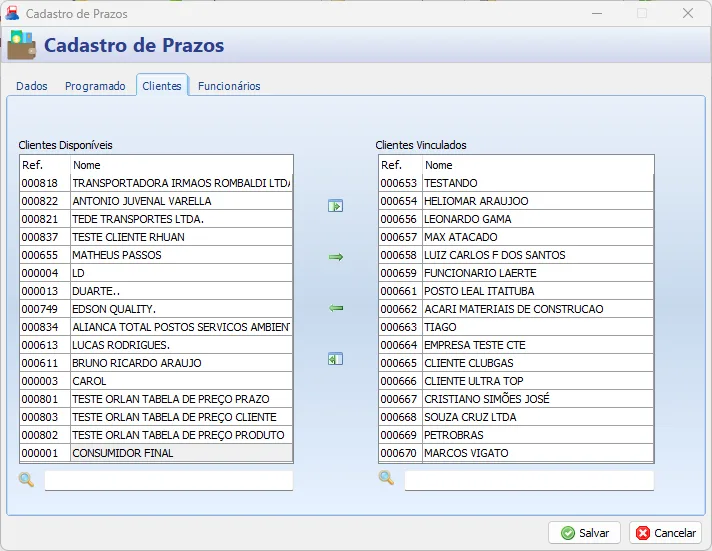 Cadastro de Prazos
Cadastro de Prazos
Dados Programado Clientes Funcionários
Clientes Disponíveis
Ref. Nome
000818 TRANSPORTADORA IRMAOS ROMBALDI LTDA
000822 ANTONIO JUVENAL VARELLA
000821 TEDE TRANSPORTES LTDA.
000837 TESTE CLIENTE RHUAN
000655 MATHEUS PASSOS
000004 LD
000013 DUARTE..
000749 EDSON QUALITY.
000834 ALIANCA TOTAL POSTOS SERVICOS AMBIEN
000613 LUCAS RODRIGUES.
000611 BRUNO RICARDO ARAUJO
000003 CAROL
000801 TESTE ORLAN TABELA DE PREÇO PRAZO
000803 TESTE ORLAN TABELA DE PREÇO CLIENTE
000802 TESTE ORLAN TABELA DE PREÇO PRODUTO
000001 CONSUMIDOR FINAL
Clientes Vinculados
Ref. Nome
000653 TESTANDO
000654 HELIOMAR ARAUJOO
000656 LEONARDO GAMA
000657 MAX ATACADO
000658 LUIZ CARLOS F DOS SANTOS
000659 FUNCIONARIO LAERTE
000661 POSTO LEAL ITAITUBA
000662 ACARI MATERIAIS DE CONSTRUCAO
000663 TIAGO
000664 EMPRESA TESTE CTE
000665 CLIENTE CLUBGAS
000666 CLIENTE ULTRA TOP
000667 CRISTIANO SIMÕES JOSÉ
000668 SOUZA CRUZ LTDA
000669 PETROBRAS
000670 MARCOS VIGATO
Salvar Cancelar